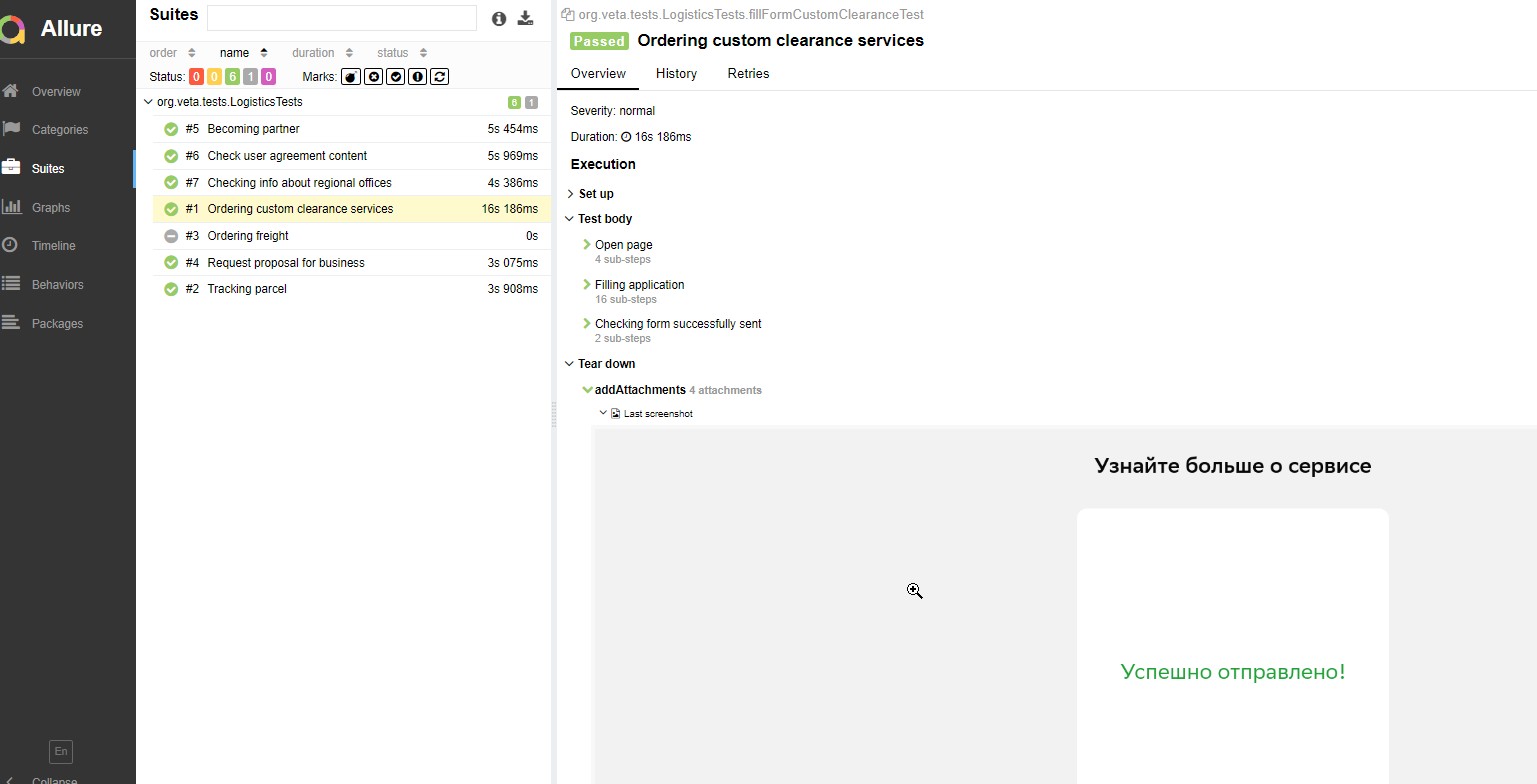 Allure
Overview
Categories
Suites
Graphs
Timeline
Behaviors
Packages
En
Collapse
Suites
order name duration status
Status: 0 0 6 1 0 Marks:
org.veta.tests.LogisticsTests 6 1
#5 Becoming partner 5s 454ms
#6 Check user agreement content 5s 969ms
#7 Checking info about regional offices 4s 386ms
#1 Ordering custom clearance services 16s 186ms
#3 Ordering freight 0s
#4 Request proposal for business 3s 075ms
#2 Tracking parcel 3s 908ms
org.veta.tests.LogisticsTests.fillFormCustomClearanceTest
Passed Ordering custom clearance services
Overview History Retries
Severity: normal
Duration: 16s 186ms
Execution
Set up
Test body
Open page
4 sub-steps
Filling application
16 sub-steps
Checking form successfully sent
2 sub-steps
Tear down
addAttachments 4 attachments
Last screenshot
Узнайте больше о сервисе
Успешно отправлено!